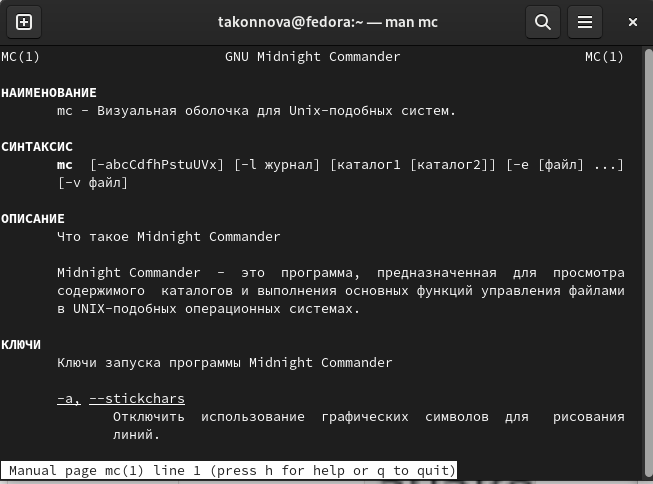 takonnova@fedora:~ — man mc
MC(1) GNU Midnight Commander MC(1)
НАИМЕНОВАНИЕ
mc - Визуальная оболочка для Unix-подобных систем.
СИНТАКСИС
mc [-abcCdfhPstuUVx] [-l журнал] [каталог1 [каталог2]] [-e [файл] ...]
[-v файл]
ОПИСАНИЕ
Что такое Midnight Commander
Midnight Commander - это программа, предназначенная для просмотра
содержимого каталогов и выполнения основных функций управления файлами
в UNIX-подобных операционных системах.
КЛЮЧИ
Ключи запуска программы Midnight Commander
-a, --stickchars
Отключить использование графических символов для рисования
линий.
Manual page mc(1) line 1 (press h for help or q to quit)